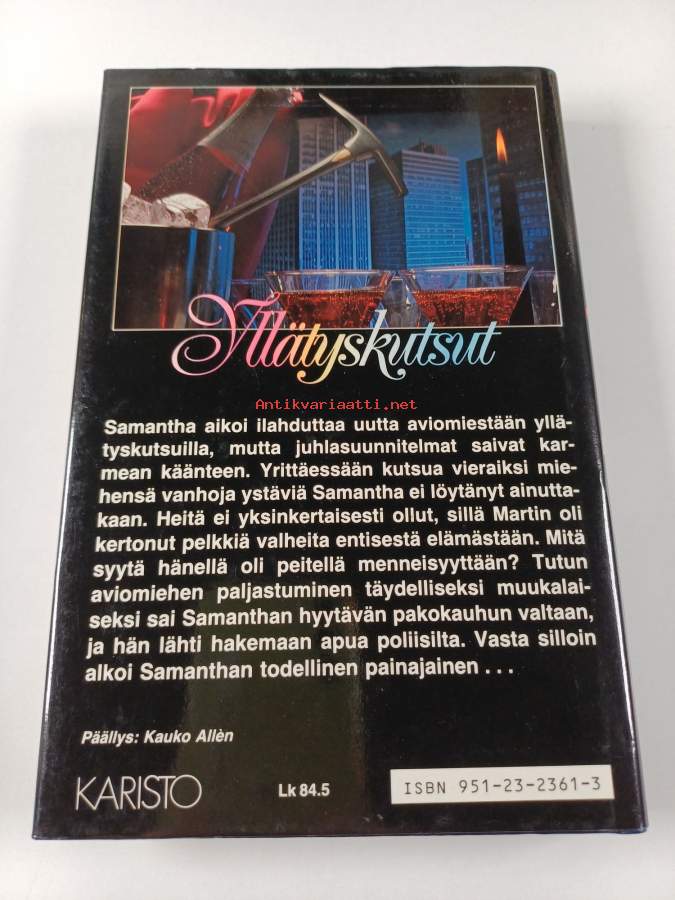 Yllätyskutsut
Antikvariaatti.net
Samantha aikoi ilahduttaa uutta aviomiestään yllä-
tyskutsuilla, mutta juhlasuunnitelmat saivat kar-
mean käänteen. Yrittäessään kutsua vieraiksi mie-
hensä vanhoja ystäviä Samantha ei löytänyt ainutta-
kaan. Heitä ei yksinkertaisesti ollut, sillä Martin oli
kertonut pelkkiä valheita entisestä elämästään. Mitä
syytä hänellä oli peitellä menneisyyttään? Tutun
aviomiehen paljastuminen täydelliseksi muukalai-
seksi sai Samanthan hyytävän pakokauhun valtaan,
ja hän lähti hakemaan apua poliisilta. Vasta silloin
alkoi Samanthan todellinen painajainen . . .
Päällys: Kauko Allèn
KARISTO
Lk 84.5
ISBN 951-23-2361-3